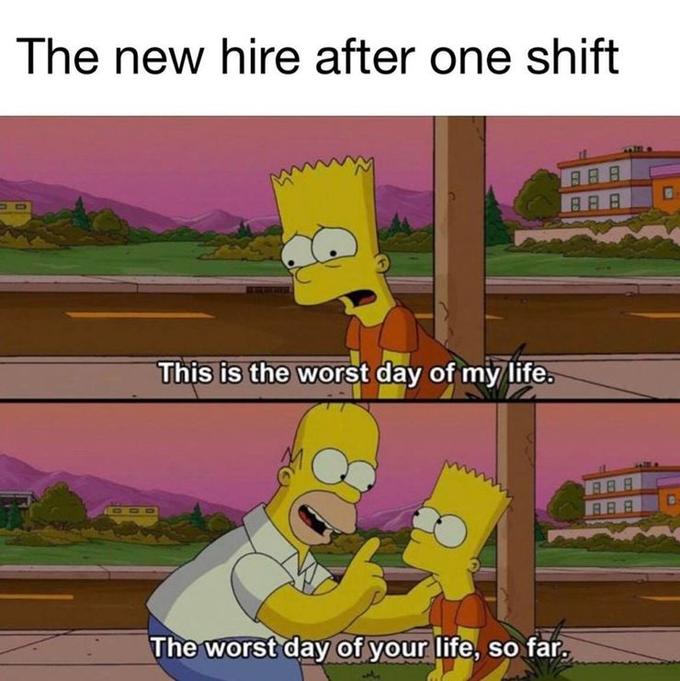 The new hire after one shift
This is the worst day of my life.
The worst day of your life, so far.